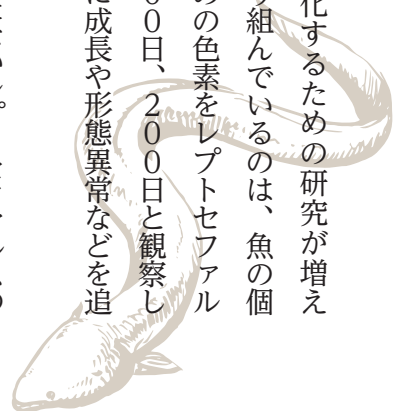 化するための研究が増え
り組んでいるのは、魚の個
めの色素をレプトセファル
00日、200日と観察し
に成長や形態異常などを追